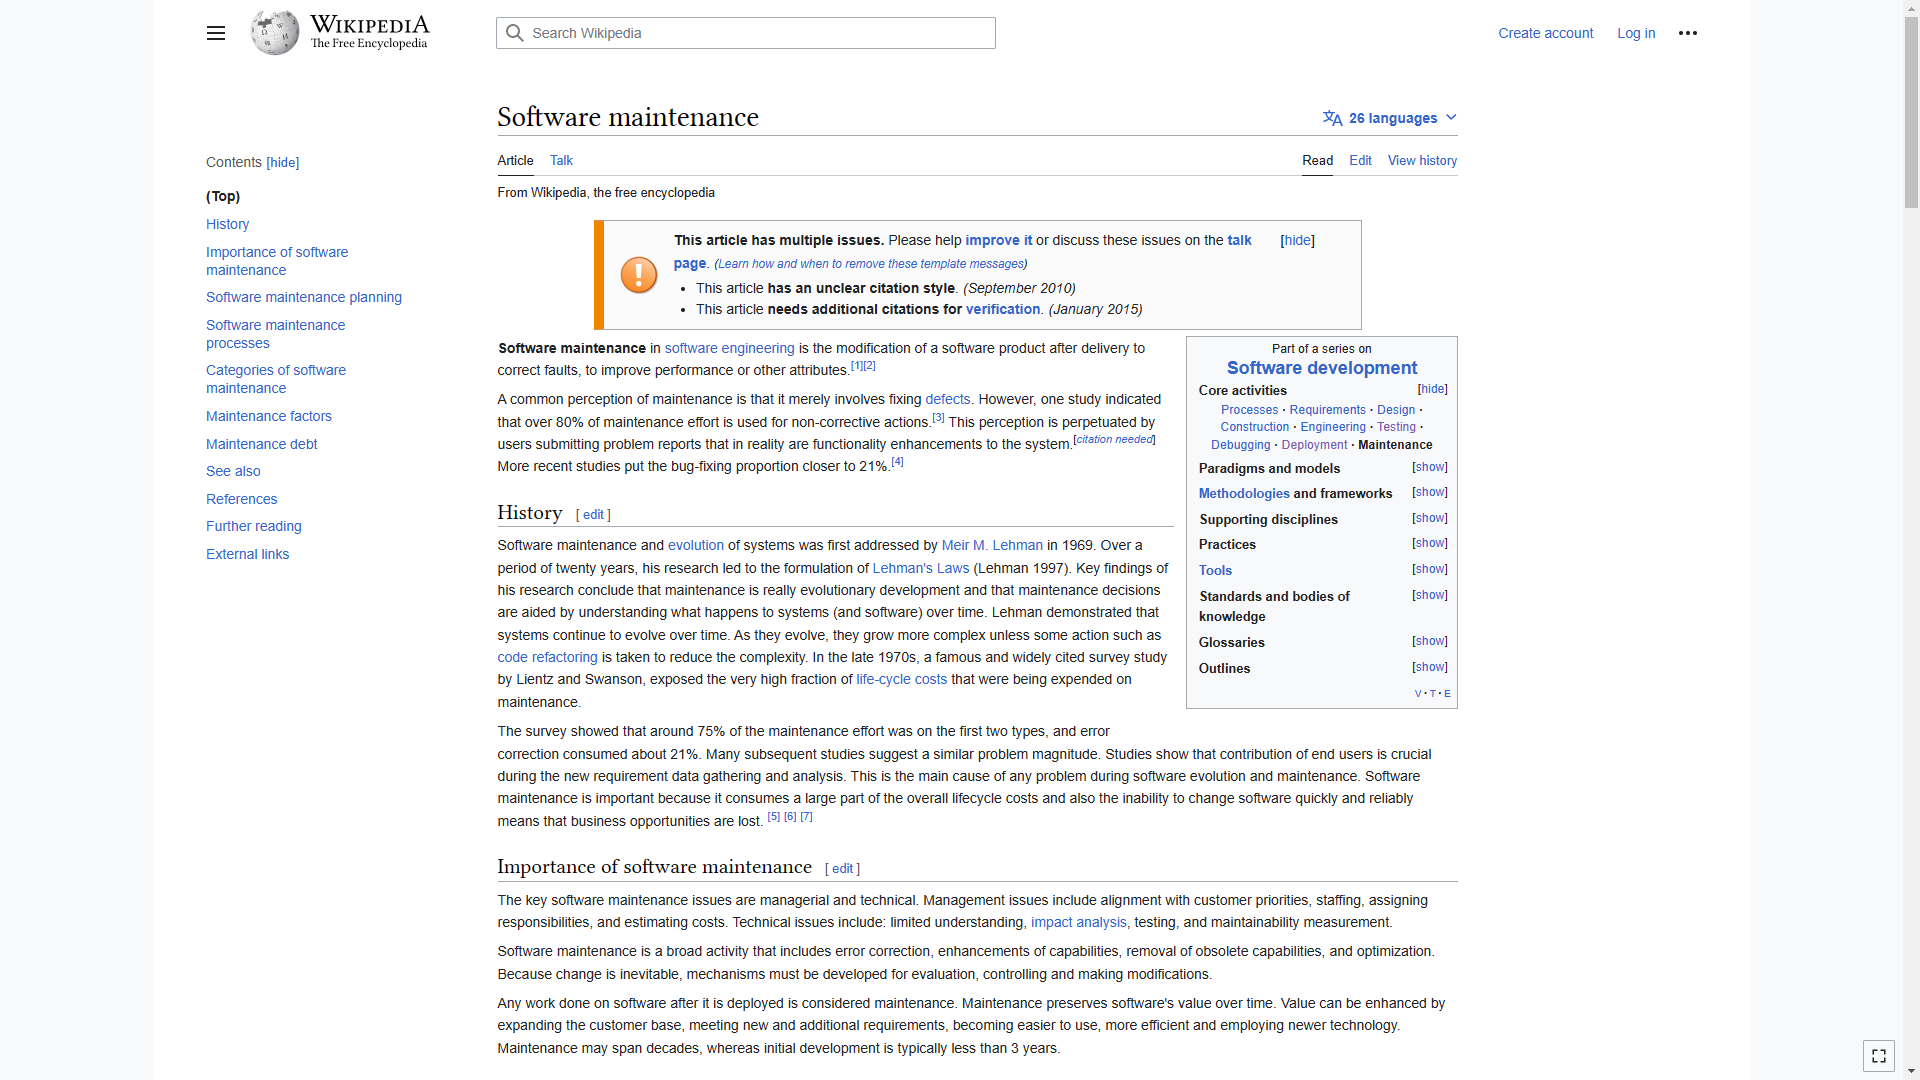 WIKIPEDIA
The Free Encyclopedia
Search Wikipedia
Create account
Log in
Software maintenance
26 languages
Contents [hide]
(Top)
History
Importance of software
maintenance
Software maintenance planning
Software maintenance
processes
Categories of software
maintenance
Maintenance factors
Maintenance debt
See also
References
Further reading
External links
Article Talk
Read Edit View history
From Wikipedia, the free encyclopedia
This article has multiple issues. Please help improve it or discuss these issues on the talk [hide]
page. (Learn how and when to remove these template messages)
• This article has an unclear citation style. (September 2010)
• This article needs additional citations for verification. (January 2015)
Software maintenance in software engineering is the modification of a software product after delivery to
correct faults, to improve performance or other attributes.[1][2]
A common perception of maintenance is that it merely involves fixing defects. However, one study indicated
that over 80% of maintenance effort is used for non-corrective actions.[3] This perception is perpetuated by
users submitting problem reports that in reality are functionality enhancements to the system.[citation needed]
More recent studies put the bug-fixing proportion closer to 21%.[4]
Part of a series on
Software development
Core activities [hide]
Processes · Requirements · Design ·
Construction · Engineering · Testing ·
Debugging · Deployment · Maintenance
Paradigms and models [show]
Methodologies and frameworks [show]
Supporting disciplines [show]
Practices [show]
Tools [show]
Standards and bodies of [show]
knowledge
Glossaries [show]
Outlines [show]
V · T · E
History [ edit ]
Software maintenance and evolution of systems was first addressed by Meir M. Lehman in 1969. Over a
period of twenty years, his research led to the formulation of Lehman's Laws (Lehman 1997). Key findings of
his research conclude that maintenance is really evolutionary development and that maintenance decisions
are aided by understanding what happens to systems (and software) over time. Lehman demonstrated that
systems continue to evolve over time. As they evolve, they grow more complex unless some action such as
code refactoring is taken to reduce the complexity. In the late 1970s, a famous and widely cited survey study
by Lientz and Swanson, exposed the very high fraction of life-cycle costs that were being expended on
maintenance.
The survey showed that around 75% of the maintenance effort was on the first two types, and error
correction consumed about 21%. Many subsequent studies suggest a similar problem magnitude. Studies show that contribution of end users is crucial
during the new requirement data gathering and analysis. This is the main cause of any problem during software evolution and maintenance. Software
maintenance is important because it consumes a large part of the overall lifecycle costs and also the inability to change software quickly and reliably
means that business opportunities are lost. [5] [6] [7]
Importance of software maintenance [ edit ]
The key software maintenance issues are managerial and technical. Management issues include alignment with customer priorities, staffing, assigning
responsibilities, and estimating costs. Technical issues include: limited understanding, impact analysis, testing, and maintainability measurement.
Software maintenance is a broad activity that includes error correction, enhancements of capabilities, removal of obsolete capabilities, and optimization.
Because change is inevitable, mechanisms must be developed for evaluation, controlling and making modifications.
Any work done on software after it is deployed is considered maintenance. Maintenance preserves software's value over time. Value can be enhanced by
expanding the customer base, meeting new and additional requirements, becoming easier to use, more efficient and employing newer technology.
Maintenance may span decades, whereas initial development is typically less than 3 years.